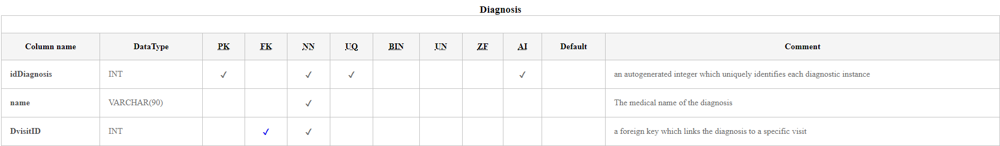 Diagnosis
Column name DataType PK FK NN UQ BIN UN ZF AI Default Comment
idDiagnosis INT ✓ ✓ ✓ ✓ an autogenerated integer which uniquely identifies each diagnostic instance
name VARCHAR(90) ✓ The medical name of the diagnosis
DvisitID INT ✓ ✓ a foreign key which links the diagnosis to a specific visit